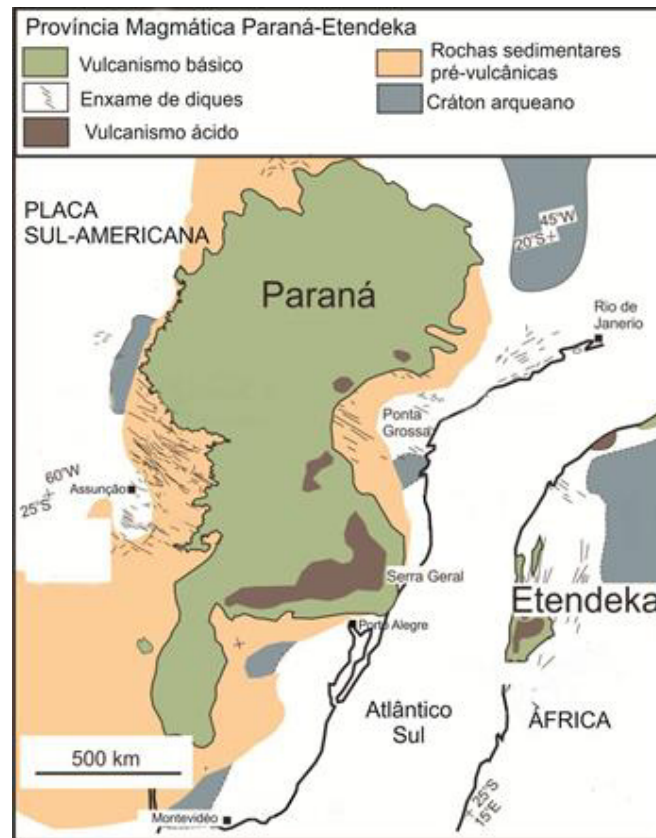 Província Magmática Paraná-Etendeka
Vulcanismo básico
Enxame de diques
Vulcanismo ácido
Rochas sedimentares
pré-vulcânicas
Cráton arqueano
PLACA
SUL-AMERICANA
45°W
20°S
Paraná
Rio de
Janerio
Ponta
Grossa
60°W
25°S
Assunção
Serra Geral
Etendeka
Porto Alegre
Atlântico
Sul
ÀFRICA
500 km
25°S
15°E
Montevidéo